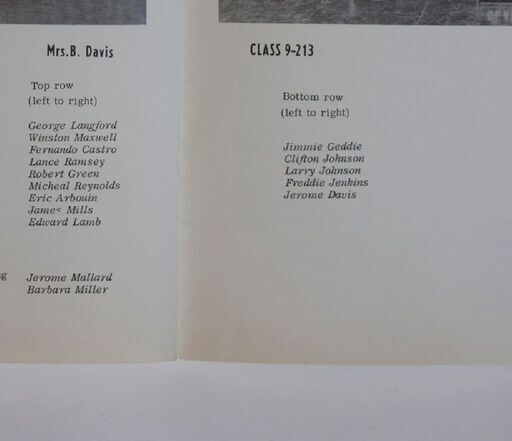 Mrs. B. Davis
Top row
(left to right)
George Langford
Winston Maxwell
Fernando Castro
Lance Ramsey
Robert Green
Micheal Reynolds
Eric Arbouin
James Mills
Edward Lamb
Jerome Mallard
Barbara Miller
CLASS 9-213
Bottom row
(left to right)
Jimmie Geddie
Clifton Johnson
Larry Johnson
Freddie Jenkins
Jerome Davis